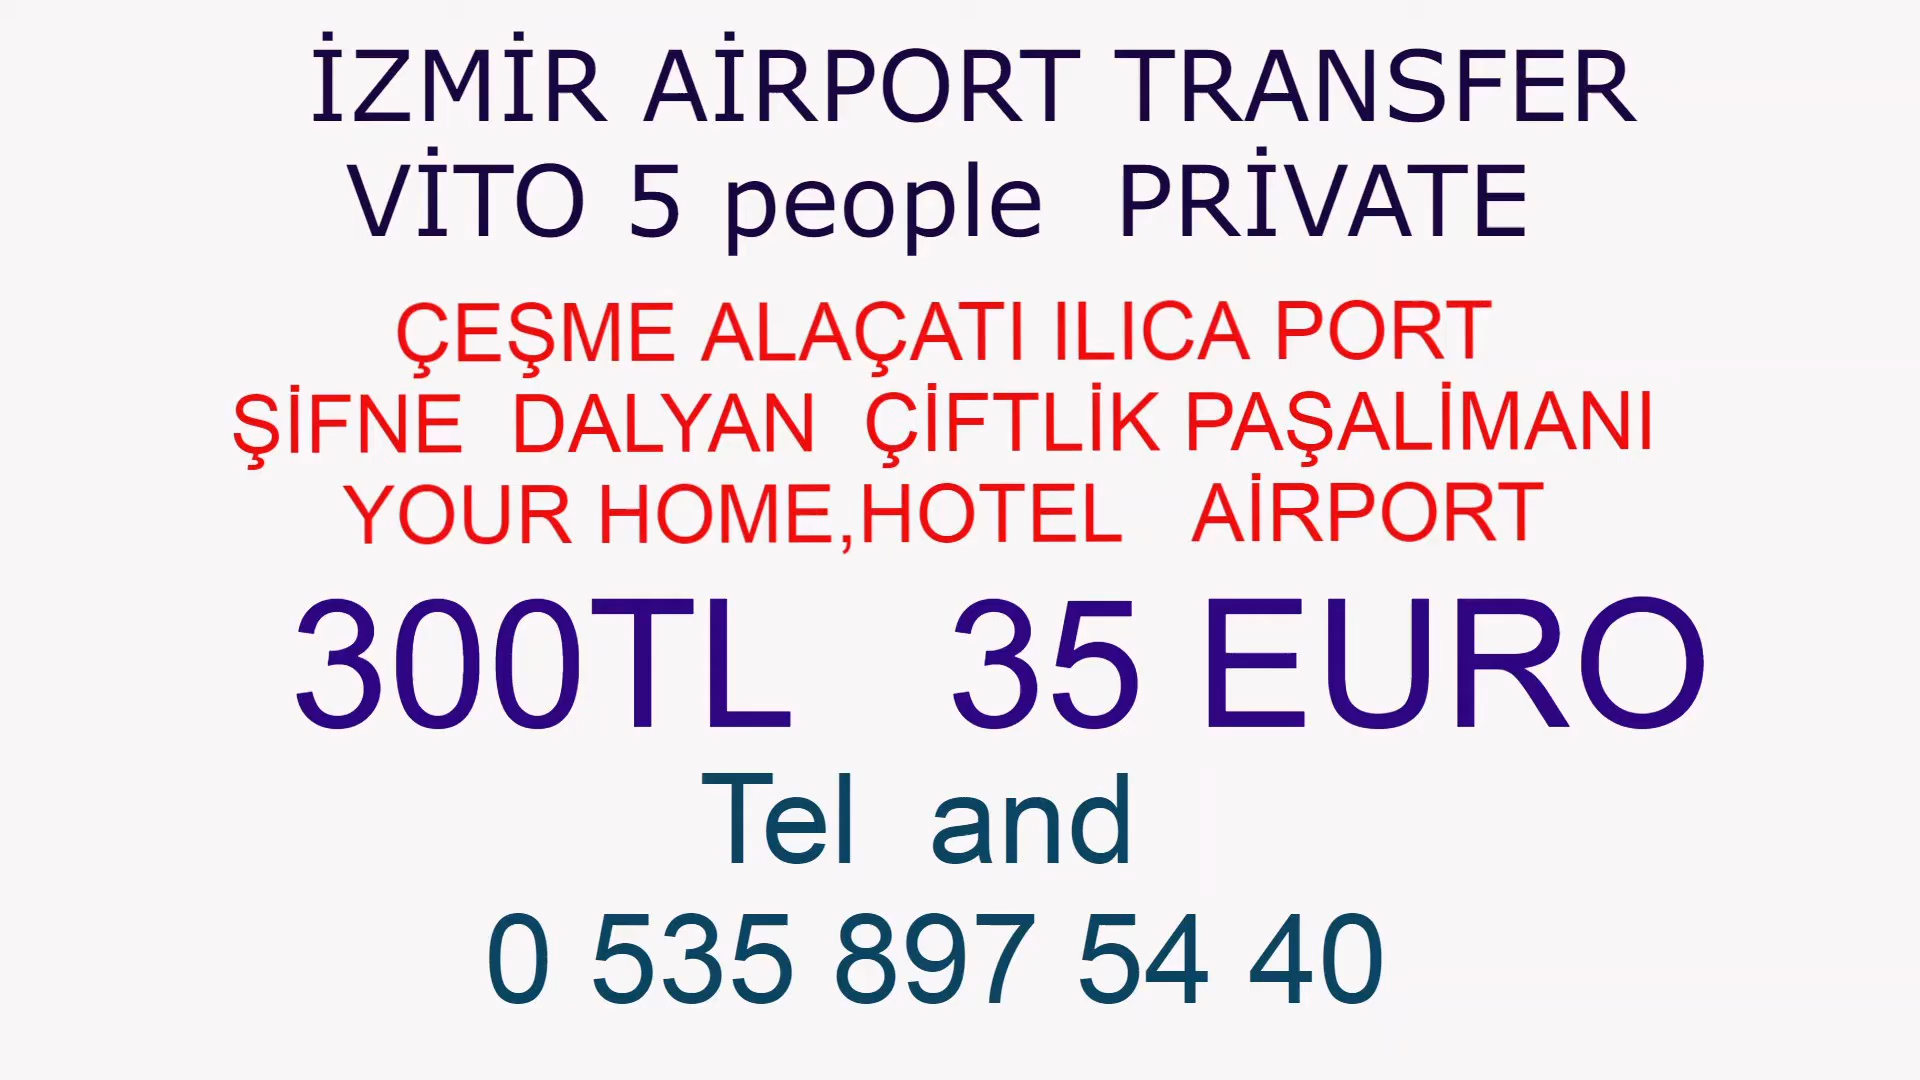 İZMİR AİRPORT TRANSFER
VİTO 5 people PRİVATE
ÇEŞME ALAÇATI ILICA PORT
ŞİFNE DALYAN ÇİFTLİK PAŞALİMANI
YOUR HOME,HOTEL AİRPORT
300TL 35 EURO
Tel and
0 535 897 54 40